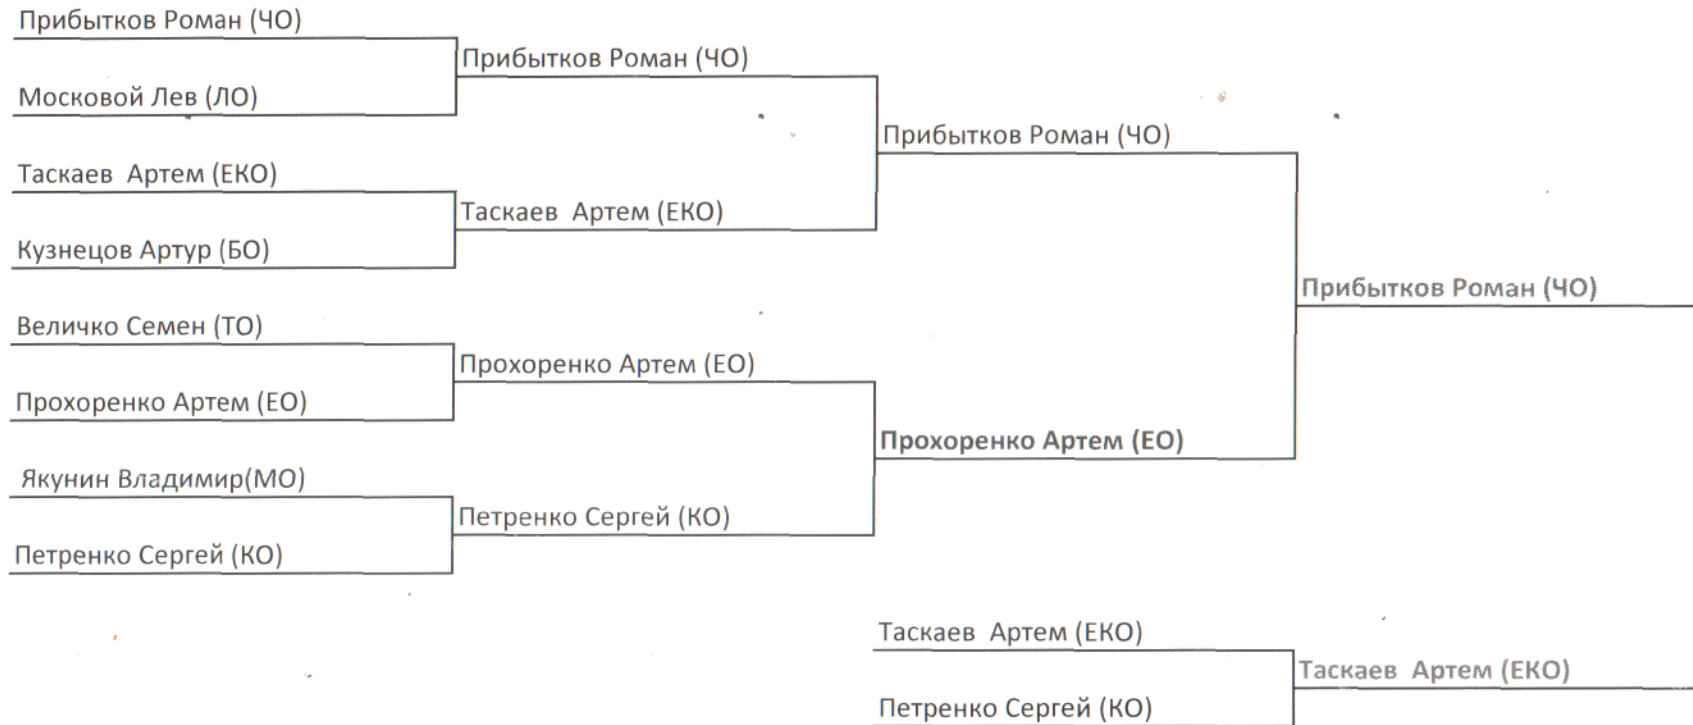 Прибытков Роман (ЧО)
Московой Лев (ЛО)
Таскаев  Артем (ЕКО)
Кузнецов Артур (БО)
Величко Семен (ТО)
Прохоренко Артем (ЕО)
Якунин Владимир(МО)
Петренко Сергей (КО)
Прибытков Роман (ЧО)
Таскаев  Артем (ЕКО)
Прохоренко Артем (ЕО)
Петренко Сергей (КО)
Прибытков Роман (ЧО)
Прохоренко Артем (ЕО)
Прибытков Роман (ЧО)
Таскаев  Артем (ЕКО)
Петренко Сергей (КО)
Таскаев  Артем (ЕКО)